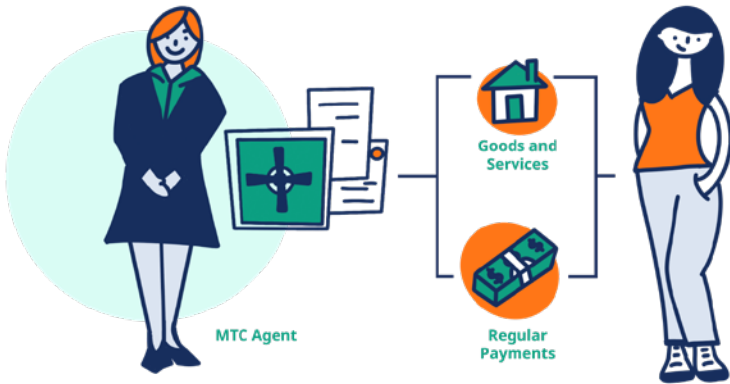 Goods and
Services
MTC Agent
Regular
Payments